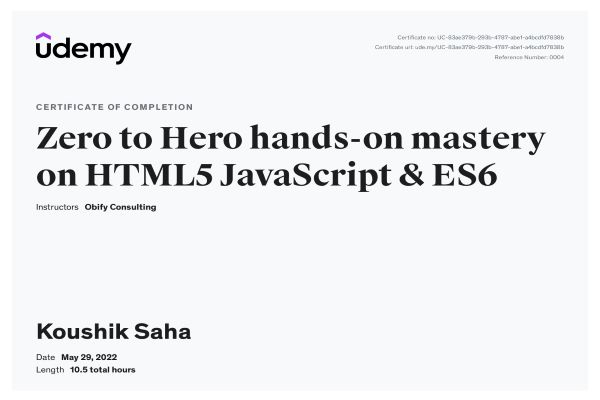 udemy
Certificate no: UC-83ae379b-293b-4787-abe1-a4bcdfd7838b
Certificate url: ude.my/UC-83ae379b-293b-4787-abe1-a4bcdfd7838b
Reference Number: 0004
CERTIFICATE OF COMPLETION
Zero to Hero hands-on mastery
on HTML5 JavaScript & ES6
Instructors Obify Consulting
Koushik Saha
Date May 29, 2022
Length 10.5 total hours